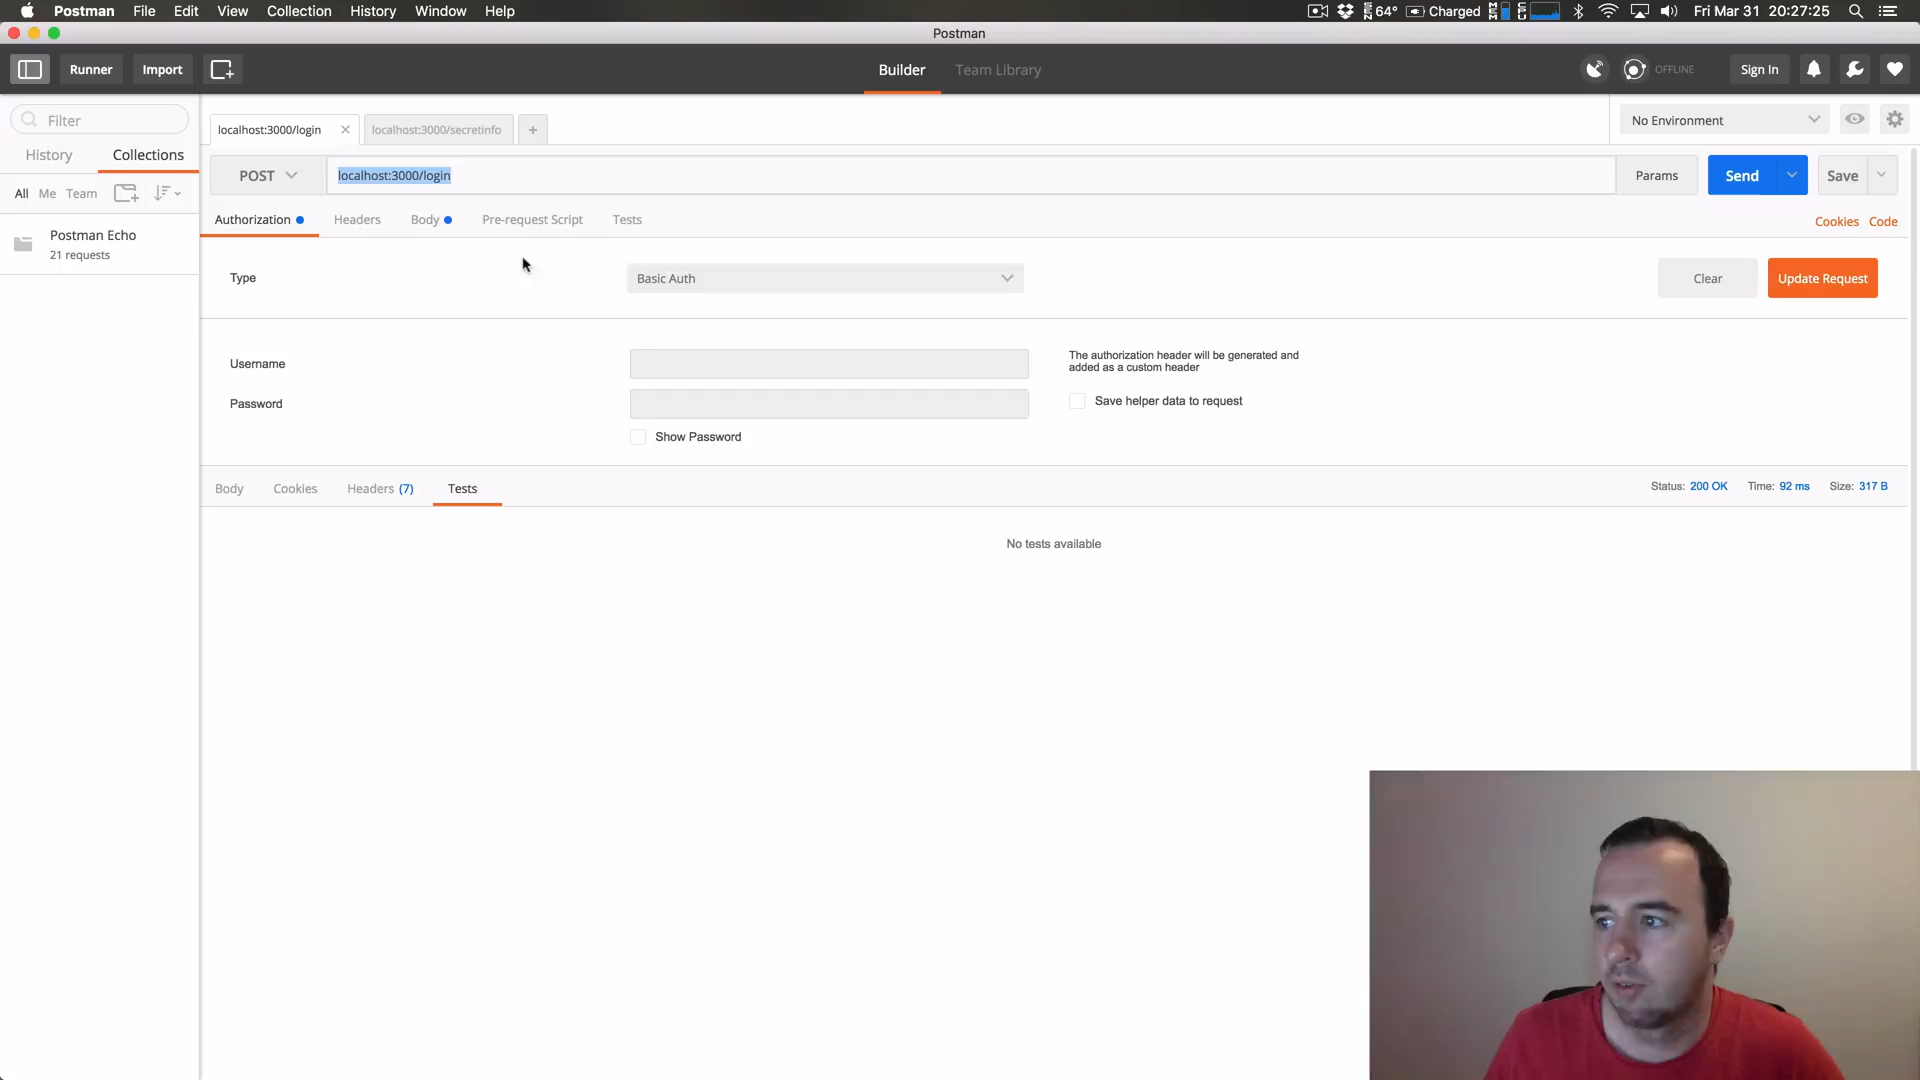 Postman File Edit View Collection History Window Help
64° Charged Fri Mar 31 20:27:25
Postman
Runner Import Builder Team Library OFFLINE Sign In
Filter
localhost:3000/login localhost:3000/secretinfo +
No Environment
History Collections
POST localhost:3000/login Params Send Save
All Me Team
Authorization Headers Body Pre-request Script Tests Cookies Code
Postman Echo
21 requests
Type Basic Auth Clear Update Request
Username
The authorization header will be generated and
added as a custom header
Password
Save helper data to request
Show Password
Body Cookies Headers (7) Tests Status: 200 OK Time: 92 ms Size: 317 B
No tests available